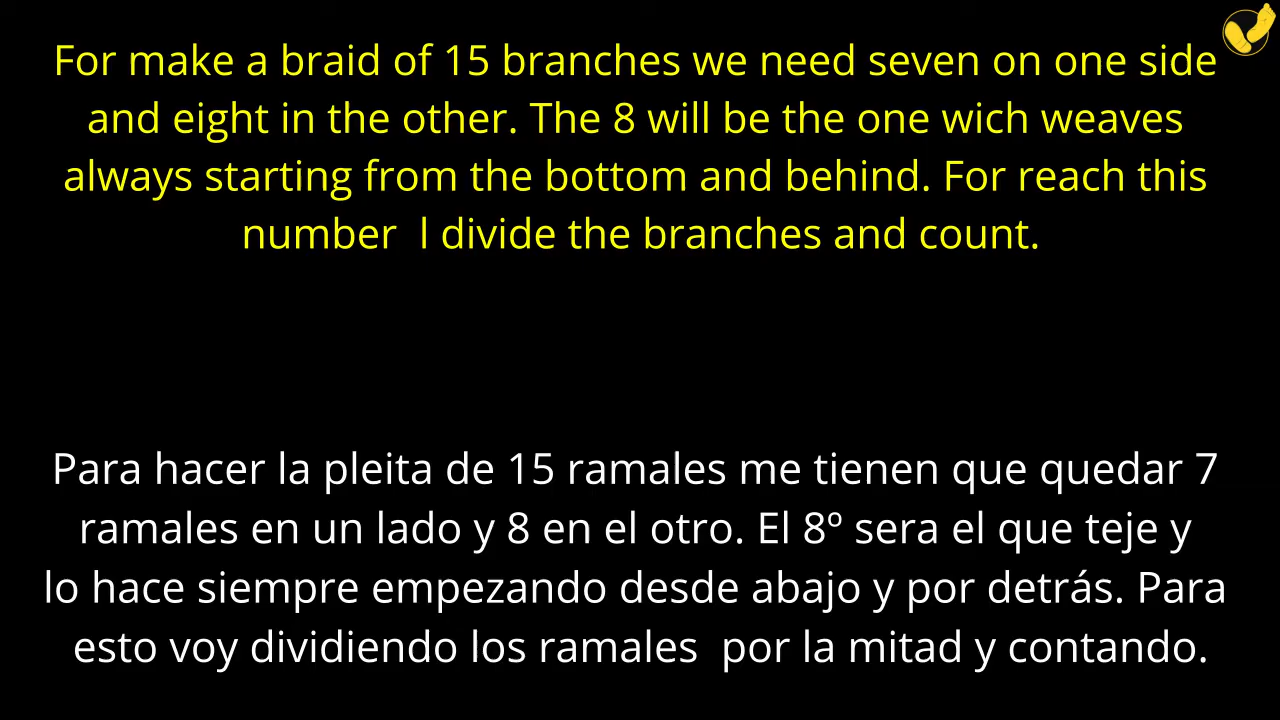 For make a braid of 15 branches we need seven on one side
and eight in the other. The 8 will be the one wich weaves
always starting from the bottom and behind. For reach this
number l divide the branches and count.
Para hacer la pleita de 15 ramales me tienen que quedar 7
ramales en un lado y 8 en el otro. El 8º sera el que teje y
lo hace siempre empezando desde abajo y por detrás. Para
esto voy dividiendo los ramales por la mitad y contando.